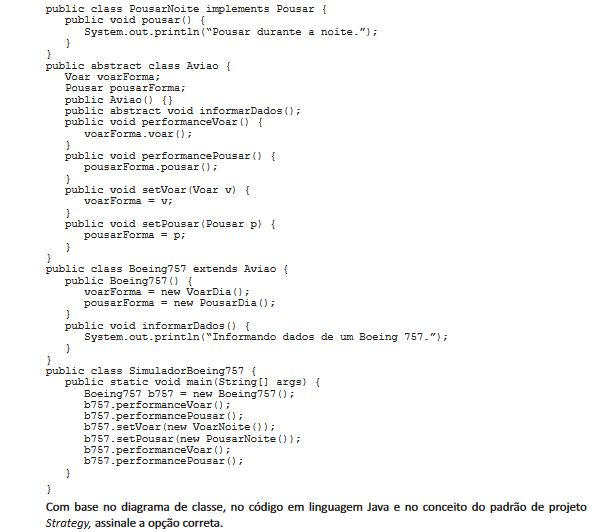 public class PousarNoite implements Pousar {
public void pousar() {
System.out.println(“Pousar durante a noite.”);
}
}
public abstract class Aviao {
Voar voarForma;
Pousar pousarForma;
public Aviao() {}
public abstract void informarDados();
public void performanceVoar() {
voarForma.voar();
}
public void performancePousar() {
pousarForma.pousar();
}
public void setVoar(Voar v) {
voarForma = v;
}
public void setPousar(Pousar p) {
pousarForma = p;
}
}
public class Boeing757 extends Aviao {
public Boeing757() {
voarForma = new VoarDia();
pousarForma = new PousarDia();
}
public void informarDados() {
System.out.println(“Informando dados de um Boeing 757.”);
}
}
public class SimuladorBoeing757 {
public static void main(String[] args) {
Boeing757 b757 = new Boeing757();
b757.performanceVoar();
b757.performancePousar();
b757.setVoar(new VoarNoite());
b757.setPousar(new PousarNoite());
b757.performanceVoar();
b757.performancePousar();
}
}
Com base no diagrama de classe, no código em linguagem Java e no conceito do padrão de projeto
Strategy, assinale a opção correta.